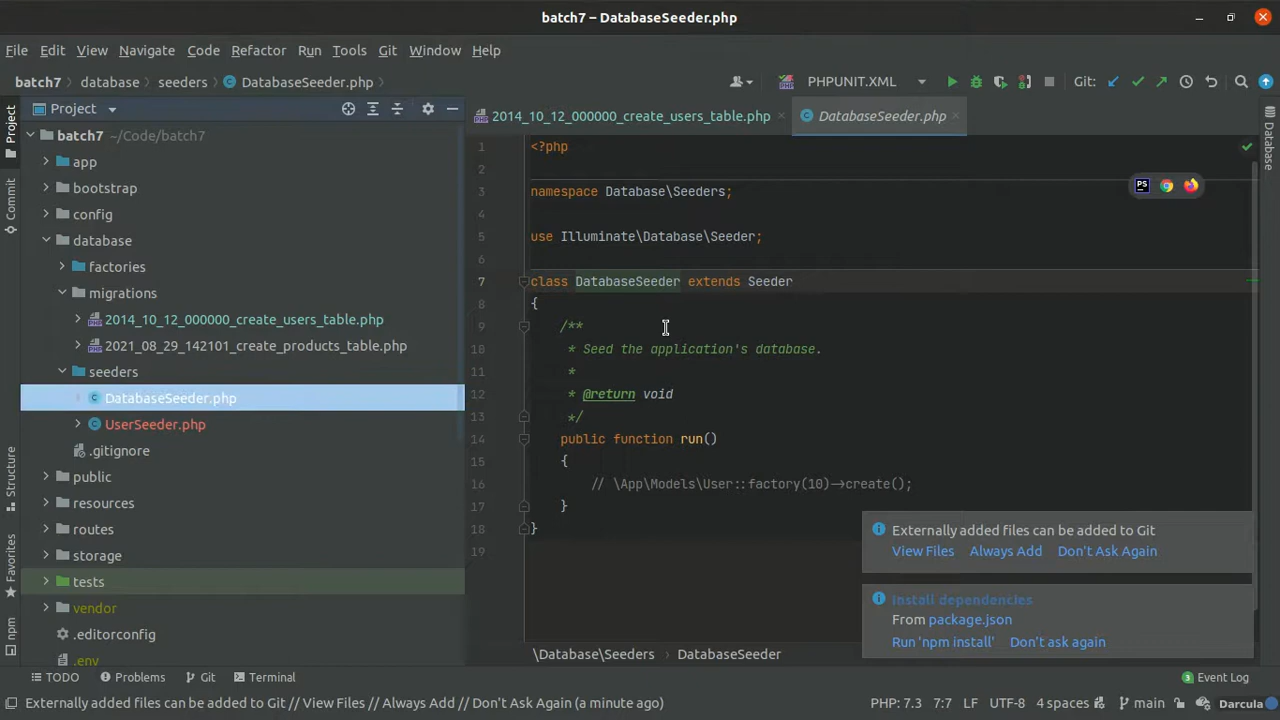 batch7 – DatabaseSeeder.php
File Edit View Navigate Code Refactor Run Tools Git Window Help
batch7 database seeders DatabaseSeeder.php
PHPUNIT.XML
Git:
Project
batch7 ~/Code/batch7
app
bootstrap
config
database
factories
migrations
2014_10_12_000000_create_users_table.php
2021_08_29_142101_create_products_table.php
seeders
DatabaseSeeder.php
UserSeeder.php
.gitignore
public
resources
routes
storage
tests
vendor
.editorconfig
.env
Project
Commit
Structure
Favorites
npm
2014_10_12_000000_create_users_table.php
DatabaseSeeder.php
1 <?php
2
3 namespace Database\Seeders;
4
5 use Illuminate\Database\Seeder;
6
7 class DatabaseSeeder extends Seeder
8 {
9 /**
10 * Seed the application's database.
11 *
12 * @return void
13 */
14 public function run()
15 {
16 // \App\Models\User::factory(10)->create();
17 }
18 }
19
PS
Database
Externally added files can be added to Git
View Files Always Add Don't Ask Again
Install dependencies
From package.json
Run 'npm install' Don't ask again
\Database\Seeders DatabaseSeeder
TODO Problems Git Terminal
3 Event Log
Externally added files can be added to Git // View Files // Always Add // Don't Ask Again (a minute ago)
PHP: 7.3 7:7 LF UTF-8 4 spaces main Darcula